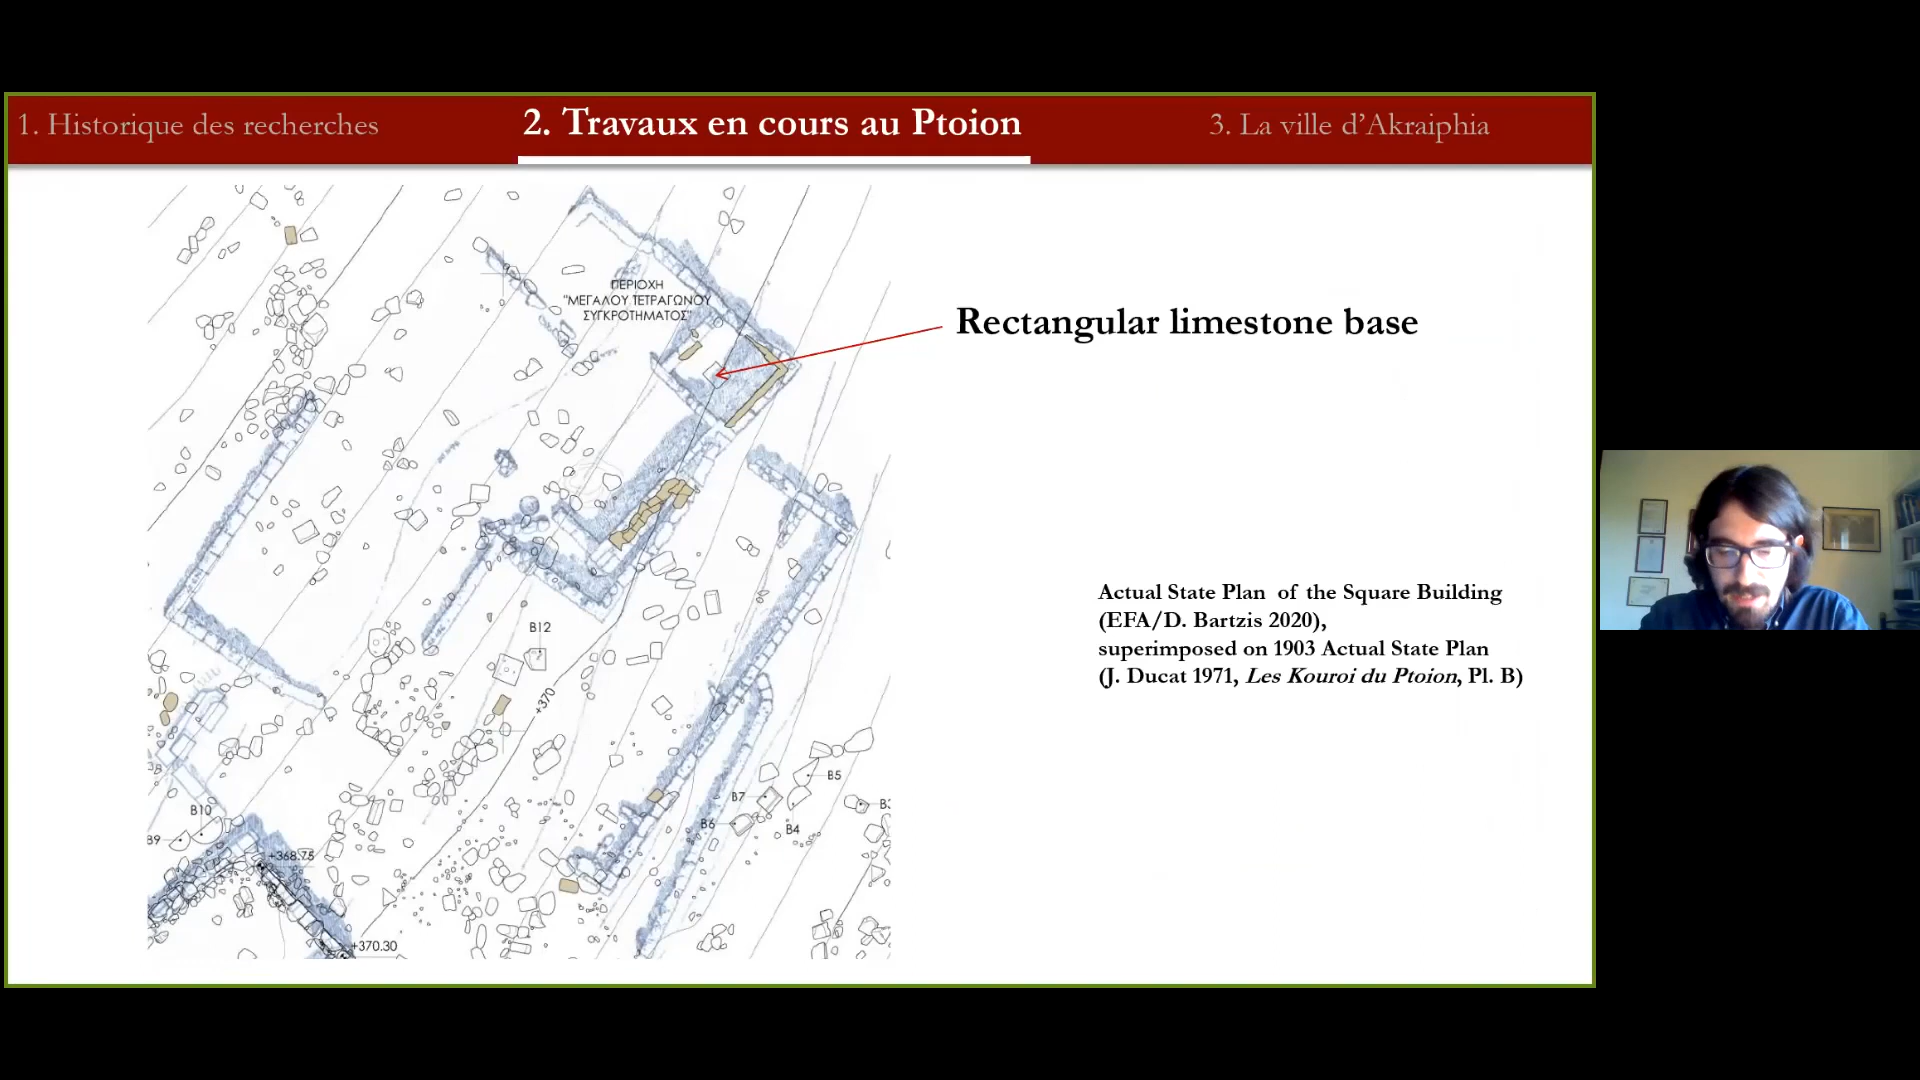 1. Historique des recherches
2. Travaux en cours au Ptoion
3. La ville d’Akraiphia
ΠΕΡΙΟΧΗ
"ΜΕΓΑΛΟΥ ΤΕΤΡΑΓΩΝΟΥ
ΣΥΓΚΡΟΤΗΜΑΤΟΣ"
Rectangular limestone base
Actual State Plan of the Square Building
(EFA/D. Bartzis 2020),
superimposed on 1903 Actual State Plan
(J. Ducat 1971, Les Kouroi du Ptoion, Pl. B)
B12
+370
B5
B7
B10
B6
B4
B9
+368.75
+370.30